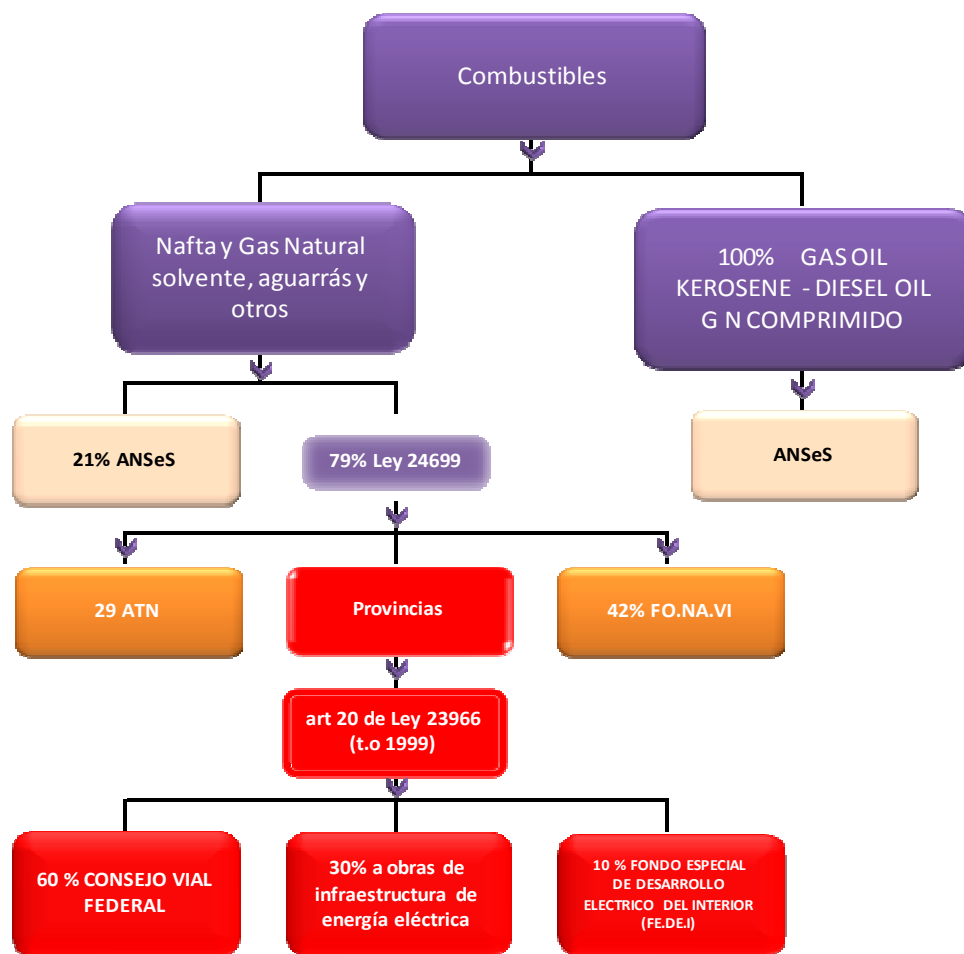 Combustibles
Nafta y Gas Natural
solvente, aguarrás y
otros
100% GAS OIL
KEROSENE - DIESEL OIL
G N COMPRIMIDO
21% ANSeS
79% Ley 24699
ANSeS
29 ATN
Provincias
42% FO.NA.VI
art 20 de Ley 23966
(t.o 1999)
60 % CONSEJO VIAL
FEDERAL
30% a obras de
infraestructura de
energía eléctrica
10 % FONDO ESPECIAL
DE DESARROLLO
ELECTRICO DEL INTERIOR
(FE.DE.I)